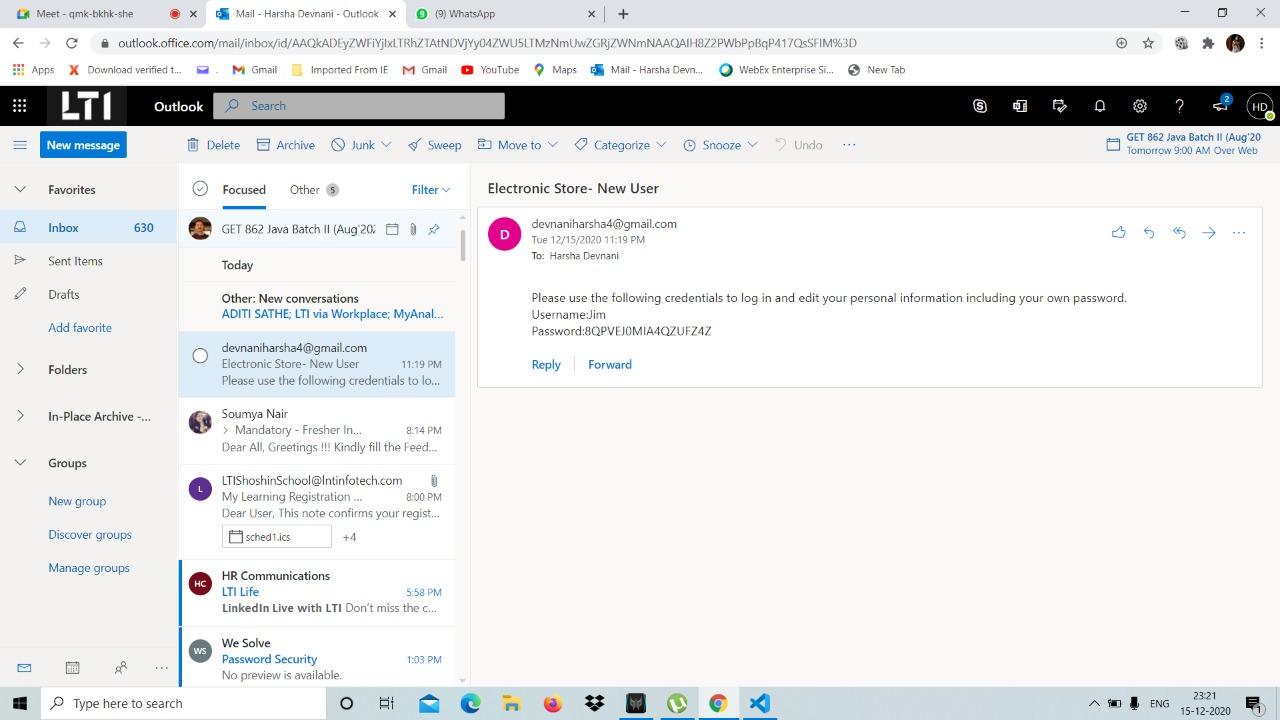 Meet - qmk-bkhk-she
Mail - Harsha Devnani - Outlook
(9) WhatsApp
outlook.office.com/mail/inbox/id/AAQkADEyZWFiYjIxLTRhZTAtNDVjYy04ZWU5LTMzNmUwZGRjZWNmNAAQAIH8Z2PWbPpBqP417QsSFIM%3D
Apps
Download verified t...
.
Gmail
Imported From IE
Gmail
YouTube
Maps
Mail - Harsha Devn...
WebEx Enterprise Si...
New Tab
LTI
Outlook
Search
2
HD
New message
Delete
Archive
Junk
Sweep
Move to
Categorize
Snooze
Undo
GET 862 Java Batch II (Aug'20
Tomorrow 9:00 AM Over Web
Favorites
Inbox 630
Sent Items
Drafts
Add favorite
Folders
In-Place Archive -...
Groups
New group
Discover groups
Manage groups
Focused
Other 5
Filter
GET 862 Java Batch II (Aug'202
Today
Other: New conversations
ADITI SATHE; LTI via Workplace; MyAnal...
devnaniharsha4@gmail.com
Electronic Store- New User 11:19 PM
Please use the following credentials to lo...
Soumya Nair
Mandatory - Fresher In... 8:14 PM
Dear All, Greetings !!! Kindly fill the Feed...
L
LTIShoshinSchool@lntinfotech.com
My Learning Registration ... 8:00 PM
Dear User, This note confirms your regist...
sched1.ics
+4
HC
HR Communications
LTI Life 5:58 PM
LinkedIn Live with LTI Don't miss the c...
WS
We Solve
Password Security 1:03 PM
No preview is available.
Electronic Store- New User
D
devnaniharsha4@gmail.com
Tue 12/15/2020 11:19 PM
To: Harsha Devnani
Please use the following credentials to log in and edit your personal information including your own password.
Username:Jim
Password:8QPVEJ0MIA4QZUFZ4Z
Reply
Forward
Type here to search
ENG
23:21
15-12-2020
1